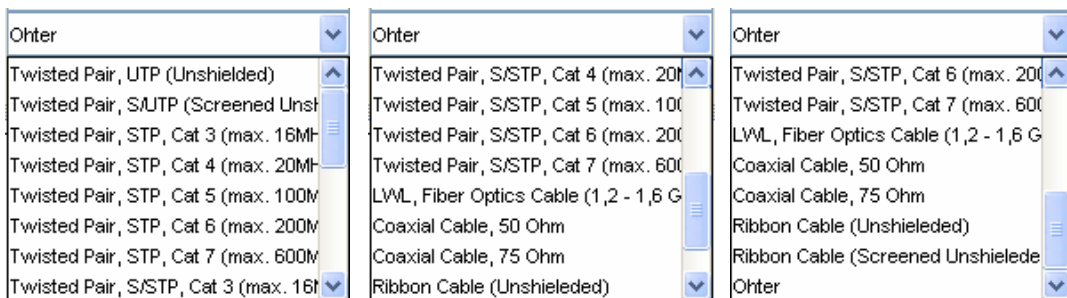 Ohter
Twisted Pair, UTP (Unshielded)
Twisted Pair, S/UTP (Screened Unsh
Twisted Pair, STP, Cat 3 (max. 16MH
Twisted Pair, STP, Cat 4 (max. 20MH
Twisted Pair, STP, Cat 5 (max. 100M
Twisted Pair, STP, Cat 6 (max. 200M
Twisted Pair, STP, Cat 7 (max. 600M
Twisted Pair, S/STP, Cat 3 (max. 16M
Ohter
Twisted Pair, S/STP, Cat 4 (max. 20M
Twisted Pair, S/STP, Cat 5 (max. 100
Twisted Pair, S/STP, Cat 6 (max. 200
Twisted Pair, S/STP, Cat 7 (max. 600
LWL, Fiber Optics Cable (1,2 - 1,6 G
Coaxial Cable, 50 Ohm
Coaxial Cable, 75 Ohm
Ribbon Cable (Unshieleded)
Ohter
Twisted Pair, S/STP, Cat 6 (max. 200
Twisted Pair, S/STP, Cat 7 (max. 600
LWL, Fiber Optics Cable (1,2 - 1,6 G
Coaxial Cable, 50 Ohm
Coaxial Cable, 75 Ohm
Ribbon Cable (Unshieleded)
Ribbon Cable (Screened Unshielede
Ohter